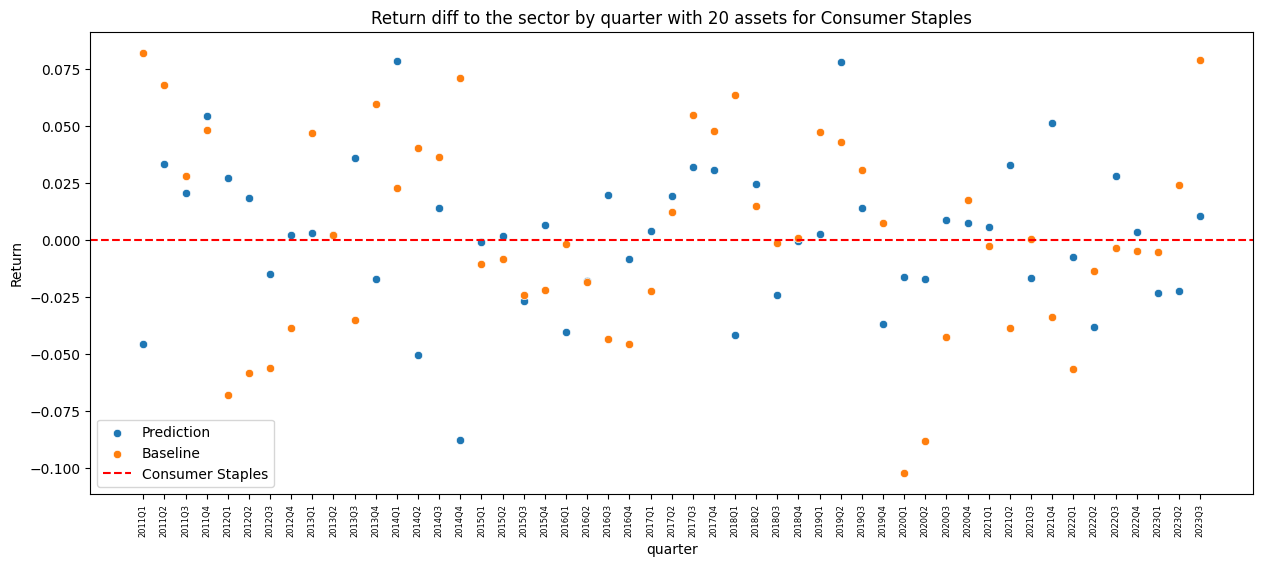 Return diff to the sector by quarter with 20 assets for Consumer Staples
Return
0.075
0.050
0.025
0.000
−0.025
−0.050
−0.075
−0.100
Prediction
Baseline
Consumer Staples
2011Q1 2011Q2 2011Q3 2011Q4 2012Q1 2012Q2 2012Q3 2012Q4 2013Q1 2013Q2 2013Q3 2013Q4 2014Q1 2014Q2 2014Q3 2014Q4 2015Q1 2015Q2 2015Q3 2015Q4 2016Q1 2016Q2 2016Q3 2016Q4 2017Q1 2017Q2 2017Q3 2017Q4 2018Q1 2018Q2 2018Q3 2018Q4 2019Q1 2019Q2 2019Q3 2019Q4 2020Q1 2020Q2 2020Q3 2020Q4 2021Q1 2021Q2 2021Q3 2021Q4 2022Q1 2022Q2 2022Q3 2022Q4 2023Q1 2023Q2 2023Q3
quarter